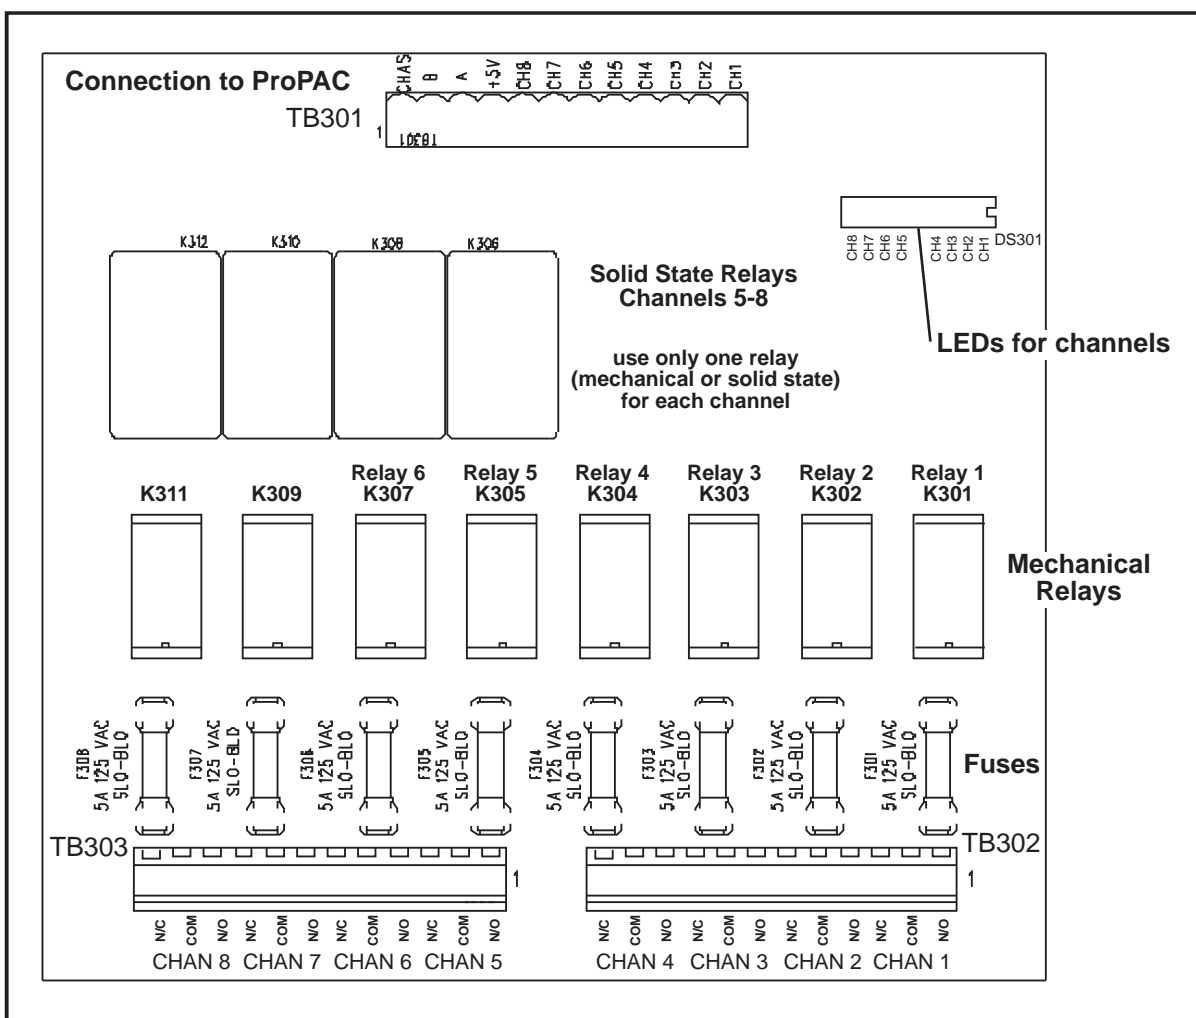 Connection to ProPAC
TB301
CHAS B A +5V CH8 CH7 CH6 CH5 CH4 CH3 CH2 CH1
1
TB301
CH8 CH7 CH6 CH5 CH4 CH3 CH2 CH1
DS301
LEDs for channels
K312 K310 K308 K306
Solid State Relays
Channels 5-8
use only one relay
(mechanical or solid state)
for each channel
K311
K309
Relay 6
K307
Relay 5
K305
Relay 4
K304
Relay 3
K303
Relay 2
K302
Relay 1
K301
Mechanical
Relays
F308
5A 125 VAC
SLO-BLO
F307
5A 125 VAC
SLO-BLO
F306
5A 125 VAC
SLO-BLO
F305
5A 125 VAC
SLO-BLO
F304
5A 125 VAC
SLO-BLO
F303
5A 125 VAC
SLO-BLO
F302
5A 125 VAC
SLO-BLO
F301
5A 125 VAC
SLO-BLO
Fuses
TB303
1
TB302
1
N/C COM N/O N/C COM N/O N/C COM N/O N/C COM N/O
N/C COM N/O N/C COM N/O N/C COM N/O N/C COM N/O
CHAN 8 CHAN 7 CHAN 6 CHAN 5
CHAN 4 CHAN 3 CHAN 2 CHAN 1